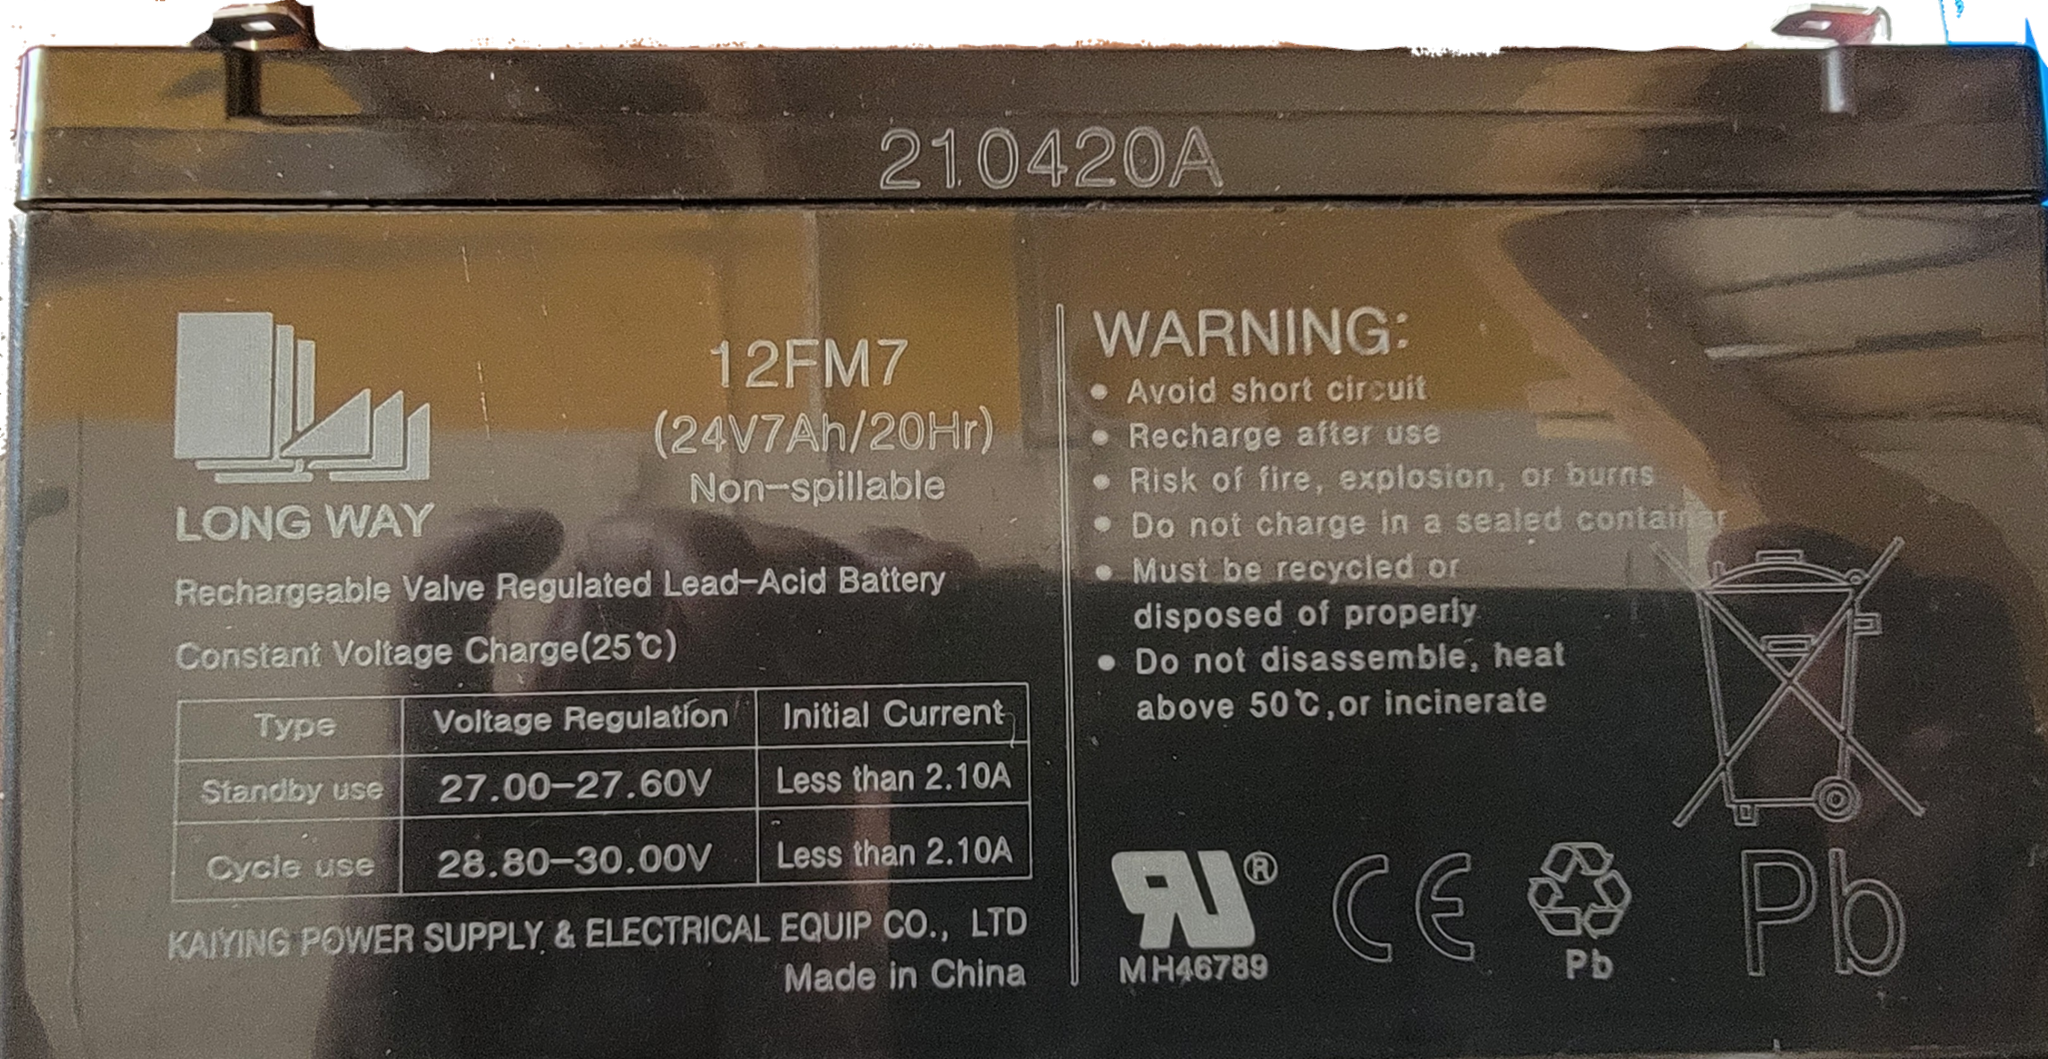 210420A
LONG WAY
12FM7
(24V7Ah/20Hr)
Non-spillable
Rechargeable Valve Regulated Lead-Acid Battery
Constant Voltage Charge(25℃)
Type Voltage Regulation Initial Current
Standby use 27.00-27.60V Less than 2.10A
Cycle use 28.80-30.00V Less than 2.10A
KAIYING POWER SUPPLY & ELECTRICAL EQUIP CO., LTD
Made in China
WARNING:
• Avoid short circuit
• Recharge after use
• Risk of fire, explosion, or burns
• Do not charge in a sealed container
• Must be recycled or
disposed of properly
• Do not disassemble, heat
above 50℃,or incinerate
RU®
MH46789
CE
Pb
Pb